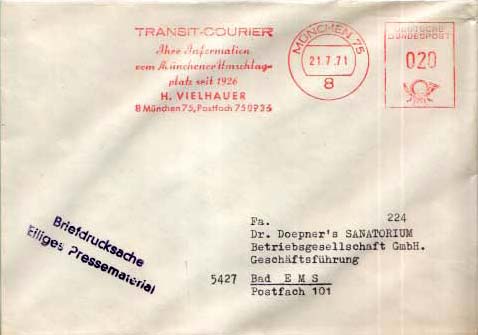 TRANSIT-COURIER
Ihre Information
vom Münchener Umschlag-
platz seit 1926
H. VIELHAUER
8 München 75, Postfach 750936
MÜNCHEN 75
21.7.71
8
DEUTSCHE
BUNDESPOST
020
Briefdrucksache
Eiliges Pressematerial
Fa. 224
Dr. Doepner's SANATORIUM
Betriebsgesellschaft GmbH.
Geschäftsführung
5427 Bad EMS
Postfach 101